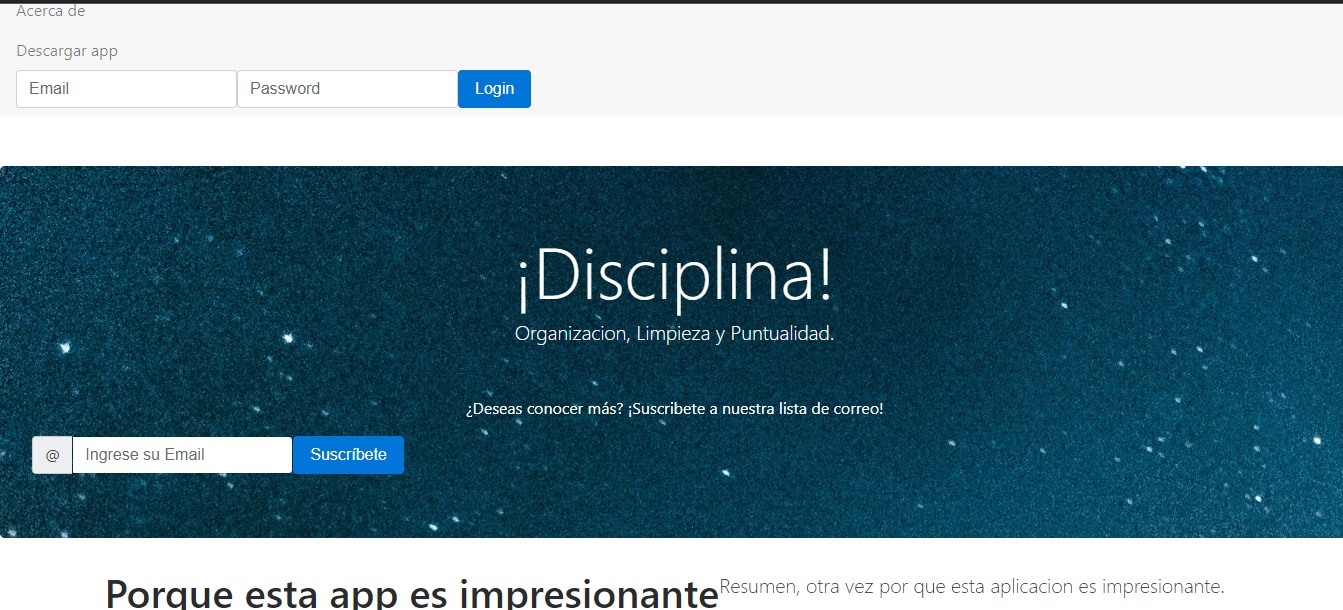 Acerca de
Descargar app
Email Password Login
¡Disciplina!
Organizacion, Limpieza y Puntualidad.
¿Deseas conocer más? ¡Suscribete a nuestra lista de correo!
@ Ingrese su Email Suscríbete
Porque esta app es impresionante Resumen, otra vez por que esta aplicacion es impresionante.